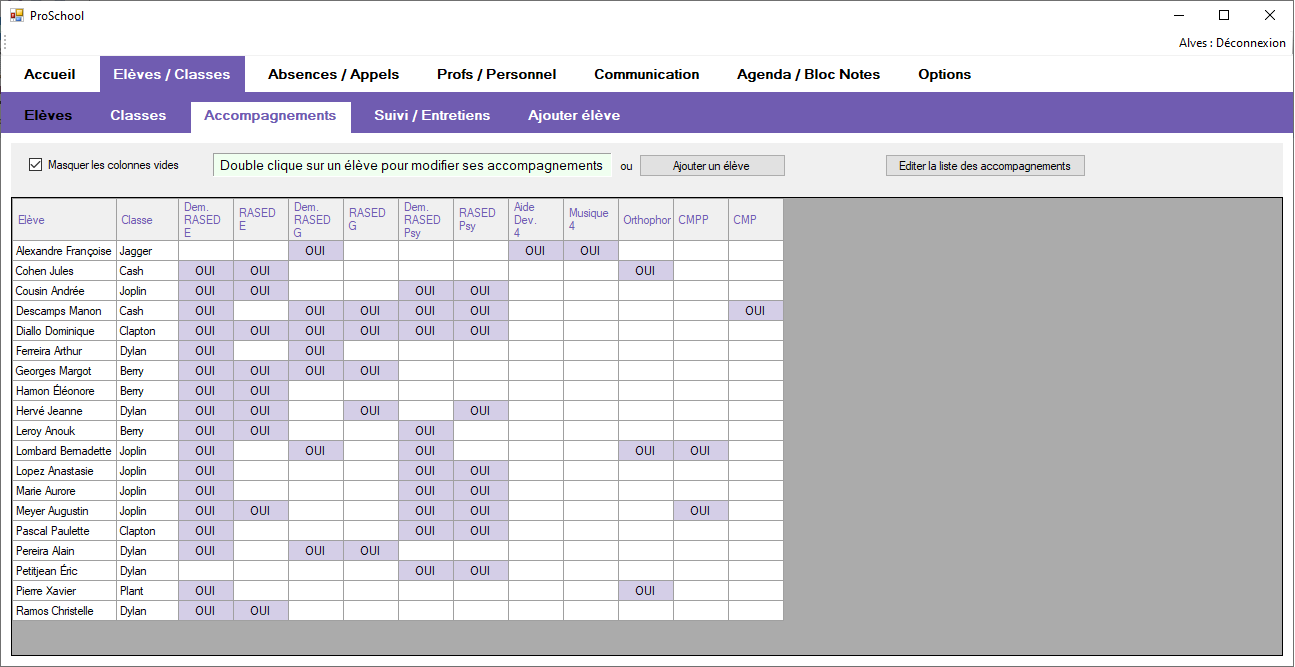 ProSchool
Alves : Déconnexion
Accueil Elèves / Classes Absences / Appels Profs / Personnel Communication Agenda / Bloc Notes Options
Elèves Classes Accompagnements Suivi / Entretiens Ajouter élève
Masquer les colonnes vides Double clique sur un élève pour modifier ses accompagnements ou Ajouter un élève Editer la liste des accompagnements
Elève Classe Dem. RASED E RASED E Dem. RASED G RASED G Dem. RASED Psy RASED Psy Aide Dev. 4 Musique 4 Orthophor CMPP CMP
Alexandre Françoise Jagger OUI OUI OUI
Cohen Jules Cash OUI OUI OUI
Cousin Andrée Joplin OUI OUI OUI OUI
Descamps Manon Cash OUI OUI OUI OUI OUI OUI
Diallo Dominique Clapton OUI OUI OUI OUI OUI OUI
Ferreira Arthur Dylan OUI OUI
Georges Margot Berry OUI OUI OUI OUI
Hamon Éléonore Berry OUI OUI
Hervé Jeanne Dylan OUI OUI OUI OUI
Leroy Anouk Berry OUI OUI OUI
Lombard Bernadette Joplin OUI OUI OUI OUI OUI
Lopez Anastasie Joplin OUI OUI OUI
Marie Aurore Joplin OUI OUI OUI
Meyer Augustin Joplin OUI OUI OUI OUI OUI
Pascal Paulette Clapton OUI OUI OUI
Pereira Alain Dylan OUI OUI OUI
Petitjean Éric Dylan OUI OUI
Pierre Xavier Plant OUI OUI
Ramos Christelle Dylan OUI OUI